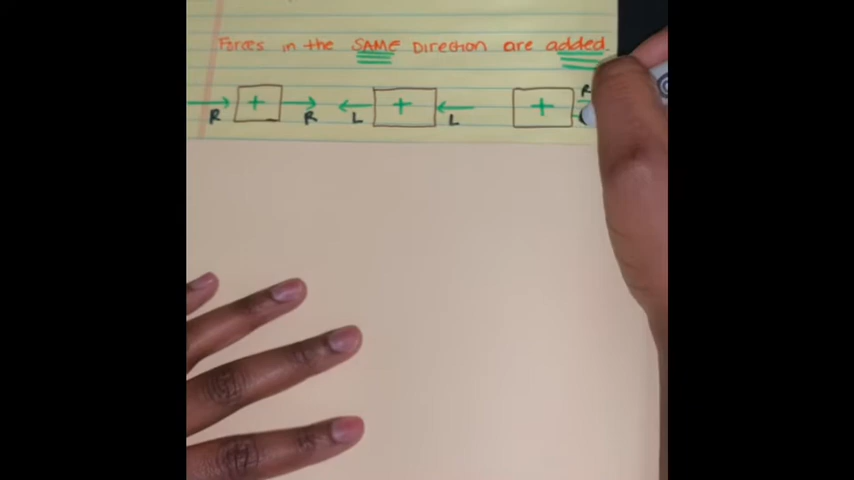 Forces in the SAME Direction are added.
+ + + R
R R L L